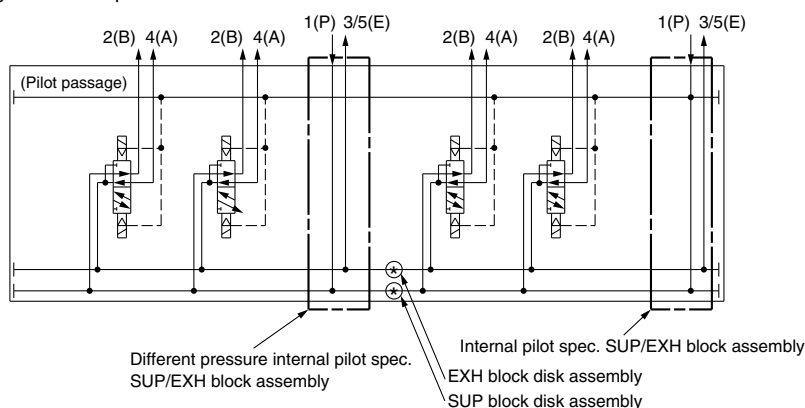 1(P) 3/5(E) 1(P) 3/5(E)
2(B) 4(A) 2(B) 4(A) 2(B) 4(A) 2(B) 4(A)
(Pilot passage)
Different pressure internal pilot spec.
SUP/EXH block assembly
Internal pilot spec. SUP/EXH block assembly
EXH block disk assembly
SUP block disk assembly